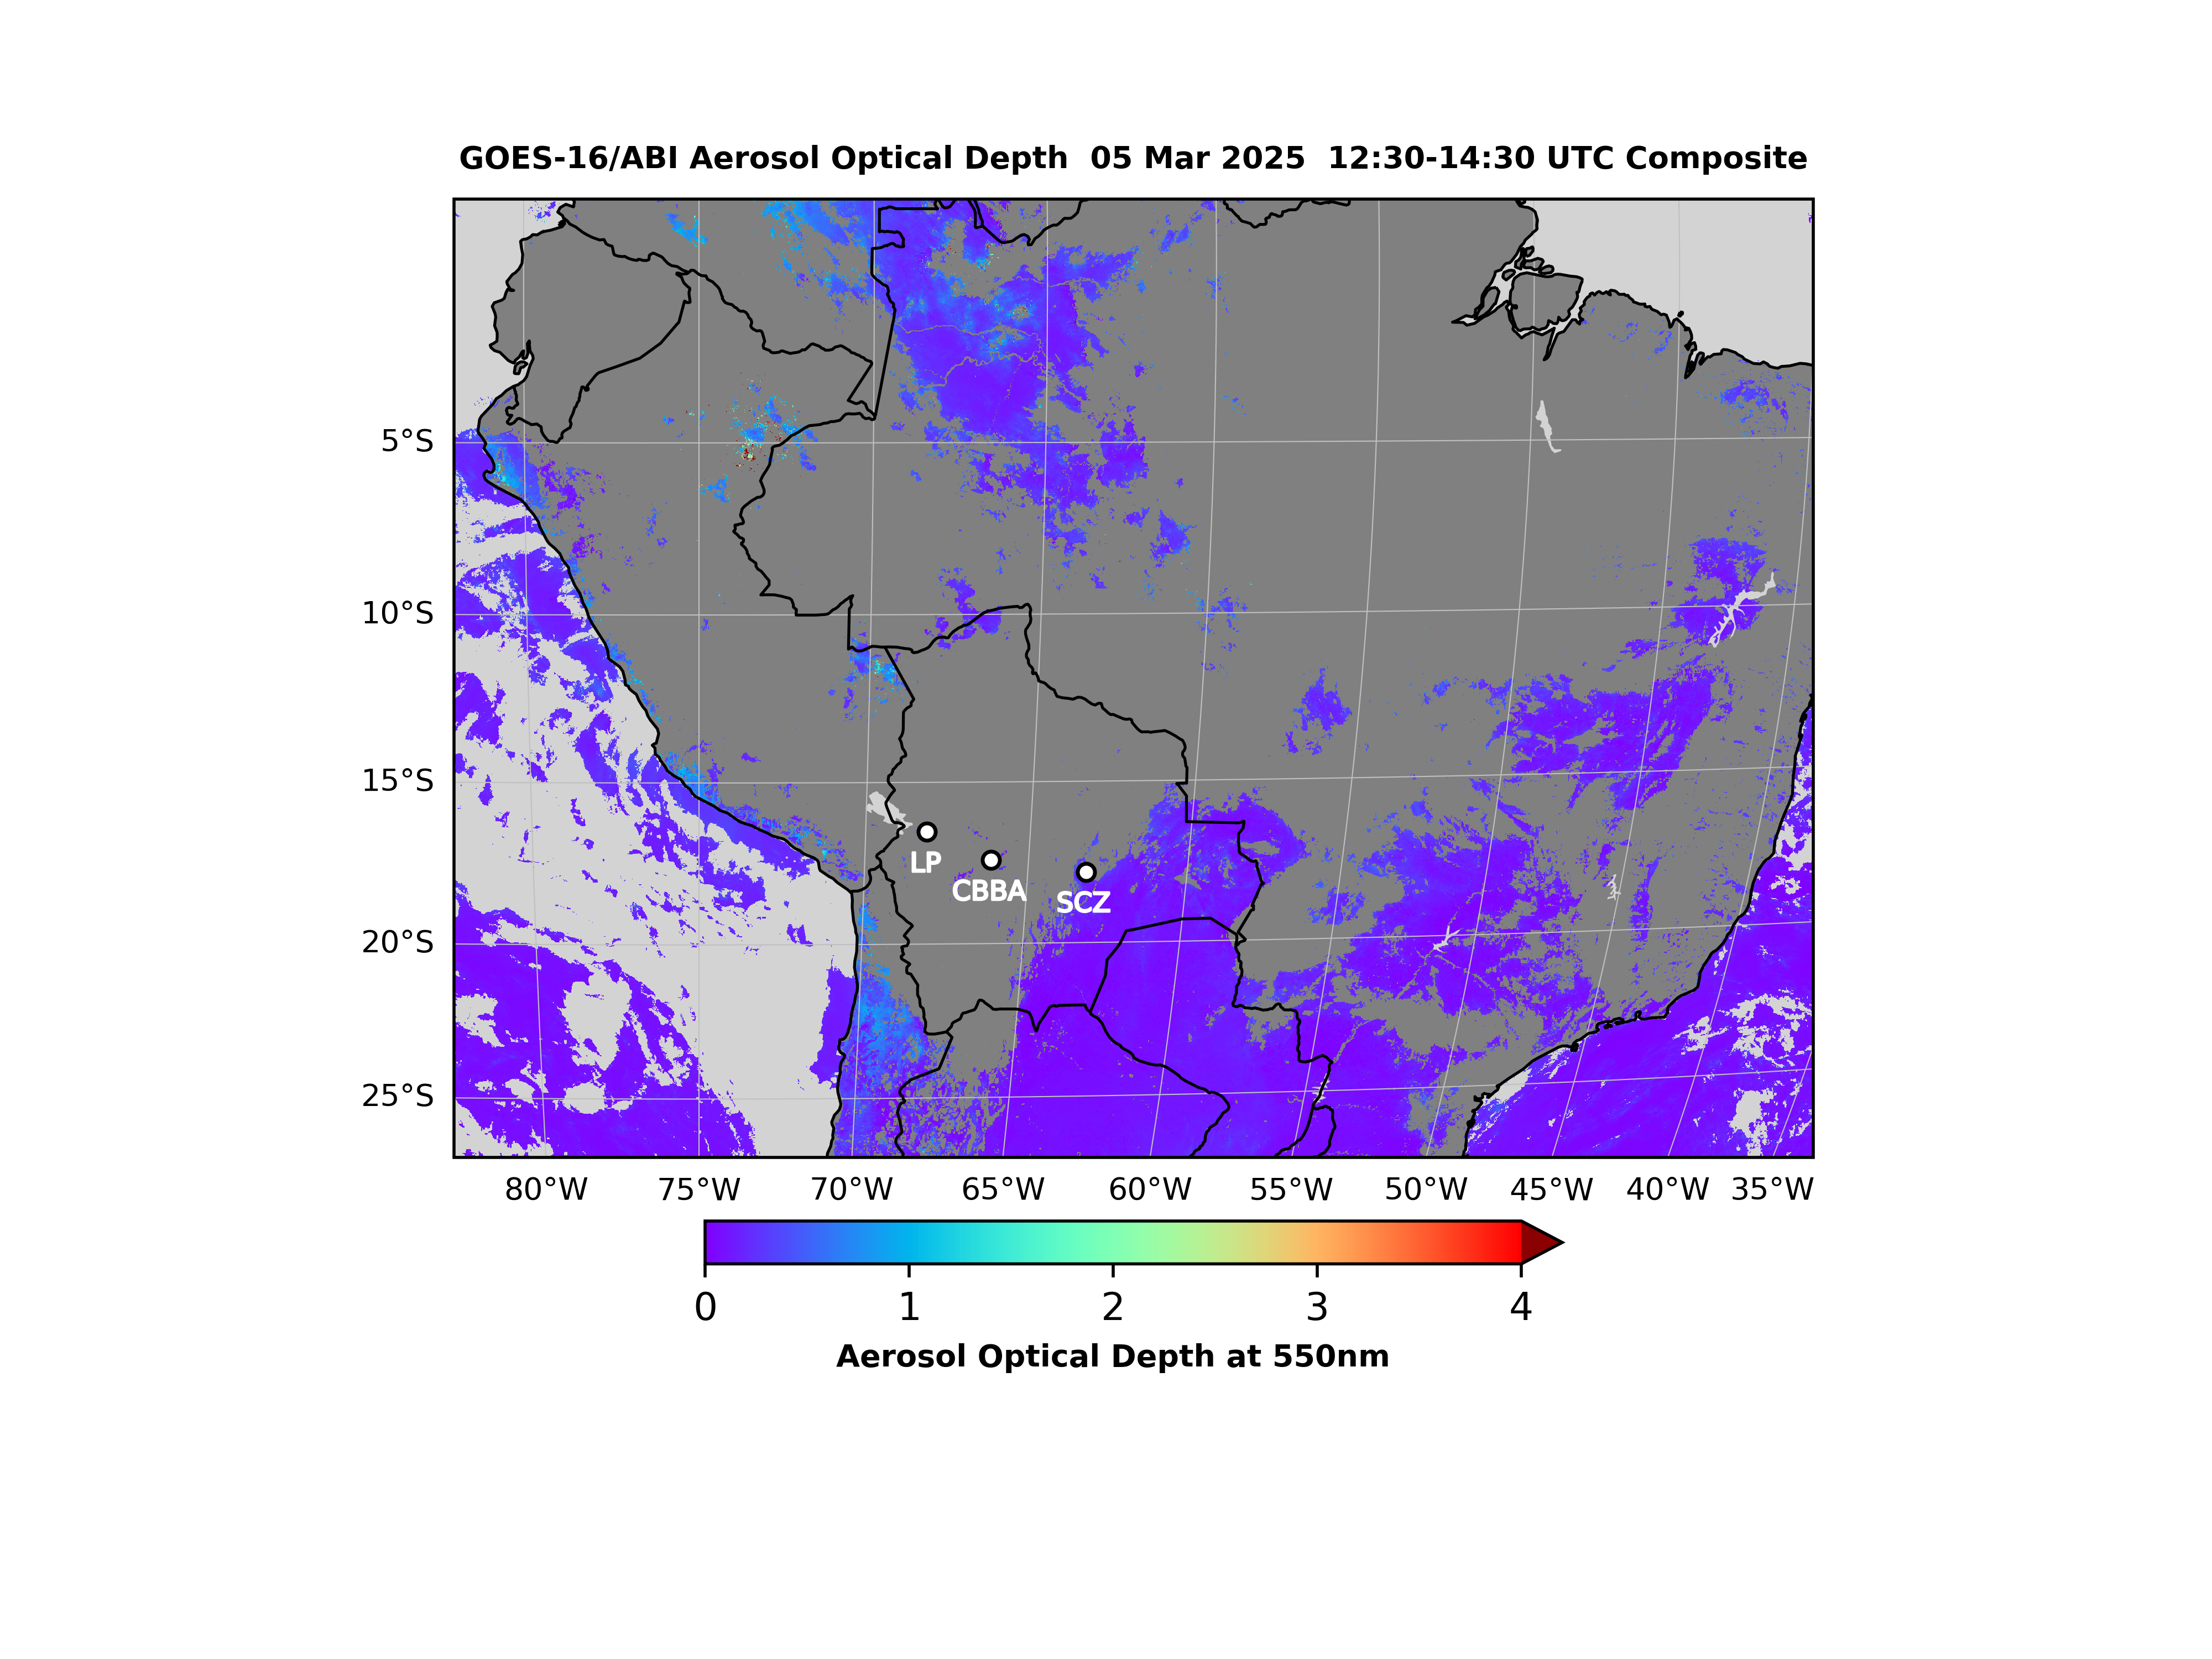 GOES-16/ABI Aerosol Optical Depth  05 Mar 2025  12:30-14:30 UTC Composite
5°S
10°S
15°S
LP
CBBA
SCZ
20°S
25°S
80°W 75°W 70°W 65°W 60°W 55°W 50°W 45°W 40°W 35°W
0 1 2 3 4
Aerosol Optical Depth at 550nm